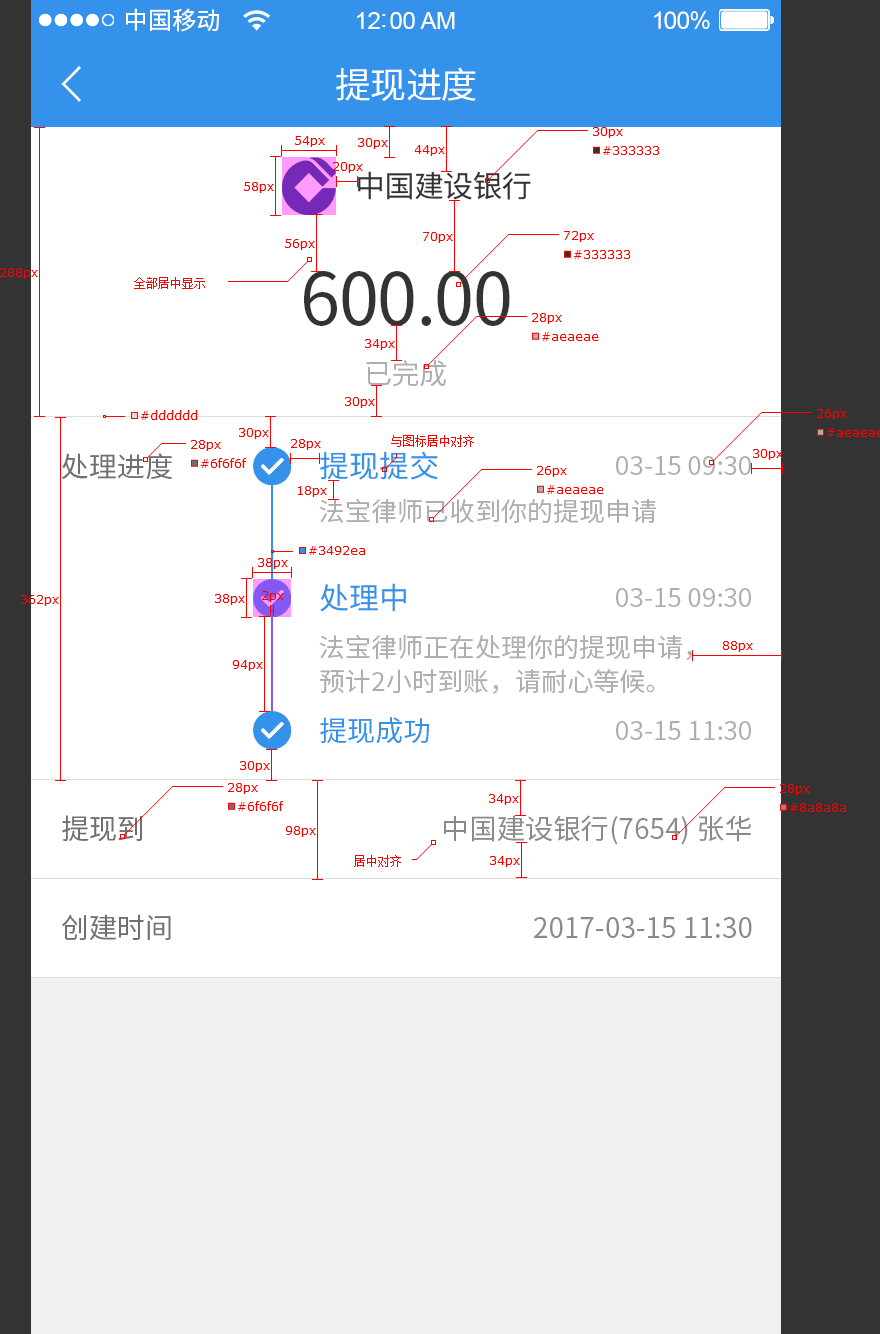 中国移动 12:00 AM 100%
提现进度
54px 30px 44px 30px
#333333
20px
58px 中国建设银行
56px 70px 72px
#333333
288px
全部居中显示
600.00
28px
34px #aeaeae
已完成
30px
#dddddd 26px
#aeaeae
30px 28px 28px 与图标居中对齐 30px
处理进度 #6f6f6f 提现提交 03-15 09:30
26px
18px #aeaeae
法宝律师已收到你的提现申请
#3492ea
38px
352px 38px 2px 处理中 03-15 09:30
法宝律师正在处理你的提现申请， 88px
94px
预计2小时到账，请耐心等候。
提现成功 03-15 11:30
30px
28px 28px
#6f6f6f 34px #8a8a8a
提现到 98px 中国建设银行(7654) 张华
居中对齐 34px
创建时间 2017-03-15 11:30